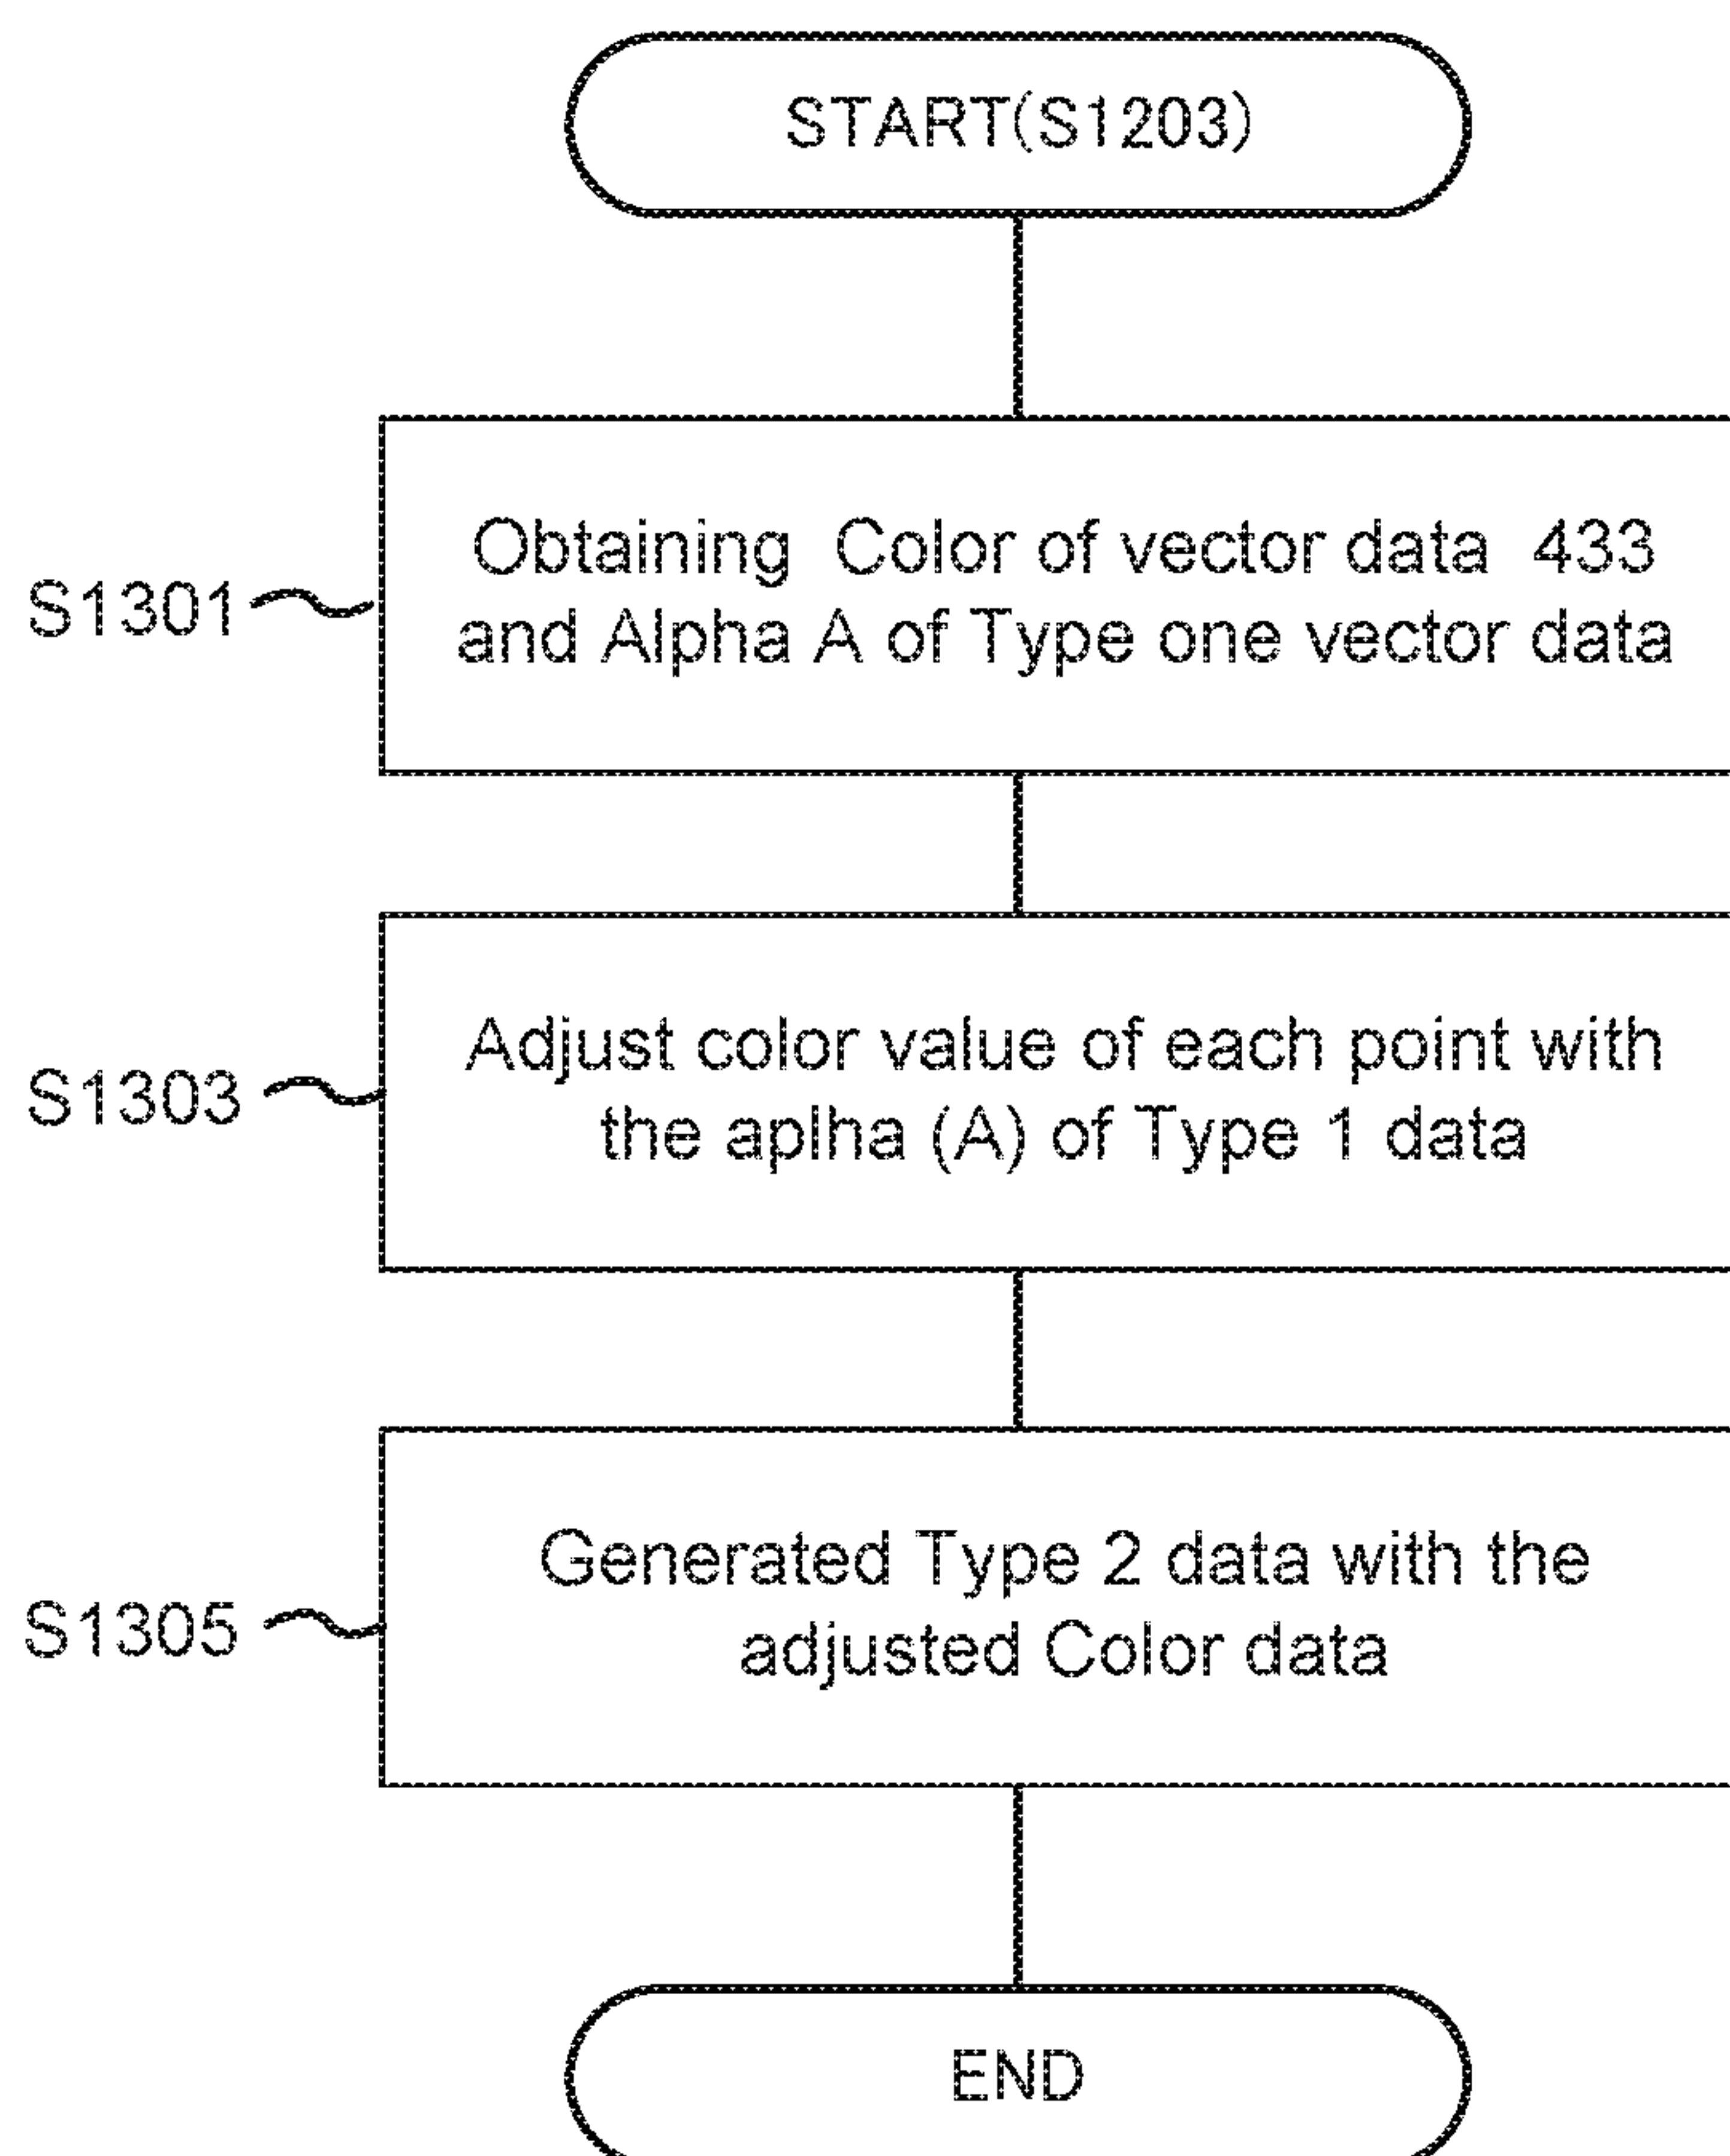 START(S1203)
S1301
Obtaining Color of vector data 433
and Alpha A of Type one vector data
S1303
Adjust color value of each point with
the aplha (A) of Type 1 data
S1305
Generated Type 2 data with the
adjusted Color data
END